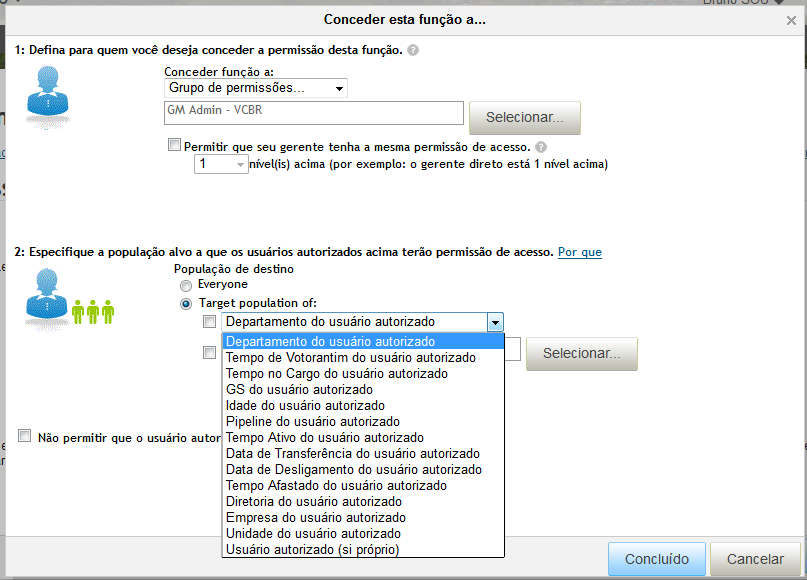 Bruno SOU
Conceder esta função a...
1: Defina para quem você deseja conceder a permissão desta função.
Conceder função a:
Grupo de permissões...
GM Admin - VCBR
Selecionar...
Permitir que seu gerente tenha a mesma permissão de acesso.
1 nível(is) acima (por exemplo: o gerente direto está 1 nível acima)
2: Especifique a população alvo a que os usuários autorizados acima terão permissão de acesso. Por que
População de destino
Everyone
Target population of:
Departamento do usuário autorizado
Departamento do usuário autorizado
Tempo de Votorantim do usuário autorizado
Selecionar...
Tempo no Cargo do usuário autorizado
GS do usuário autorizado
Idade do usuário autorizado
Pipeline do usuário autorizado
Não permitir que o usuário autor
Tempo Ativo do usuário autorizado
Data de Transferência do usuário autorizado
Data de Desligamento do usuário autorizado
Tempo Afastado do usuário autorizado
Diretoria do usuário autorizado
Empresa do usuário autorizado
Unidade do usuário autorizado
Usuário autorizado (si próprio)
Concluído
Cancelar